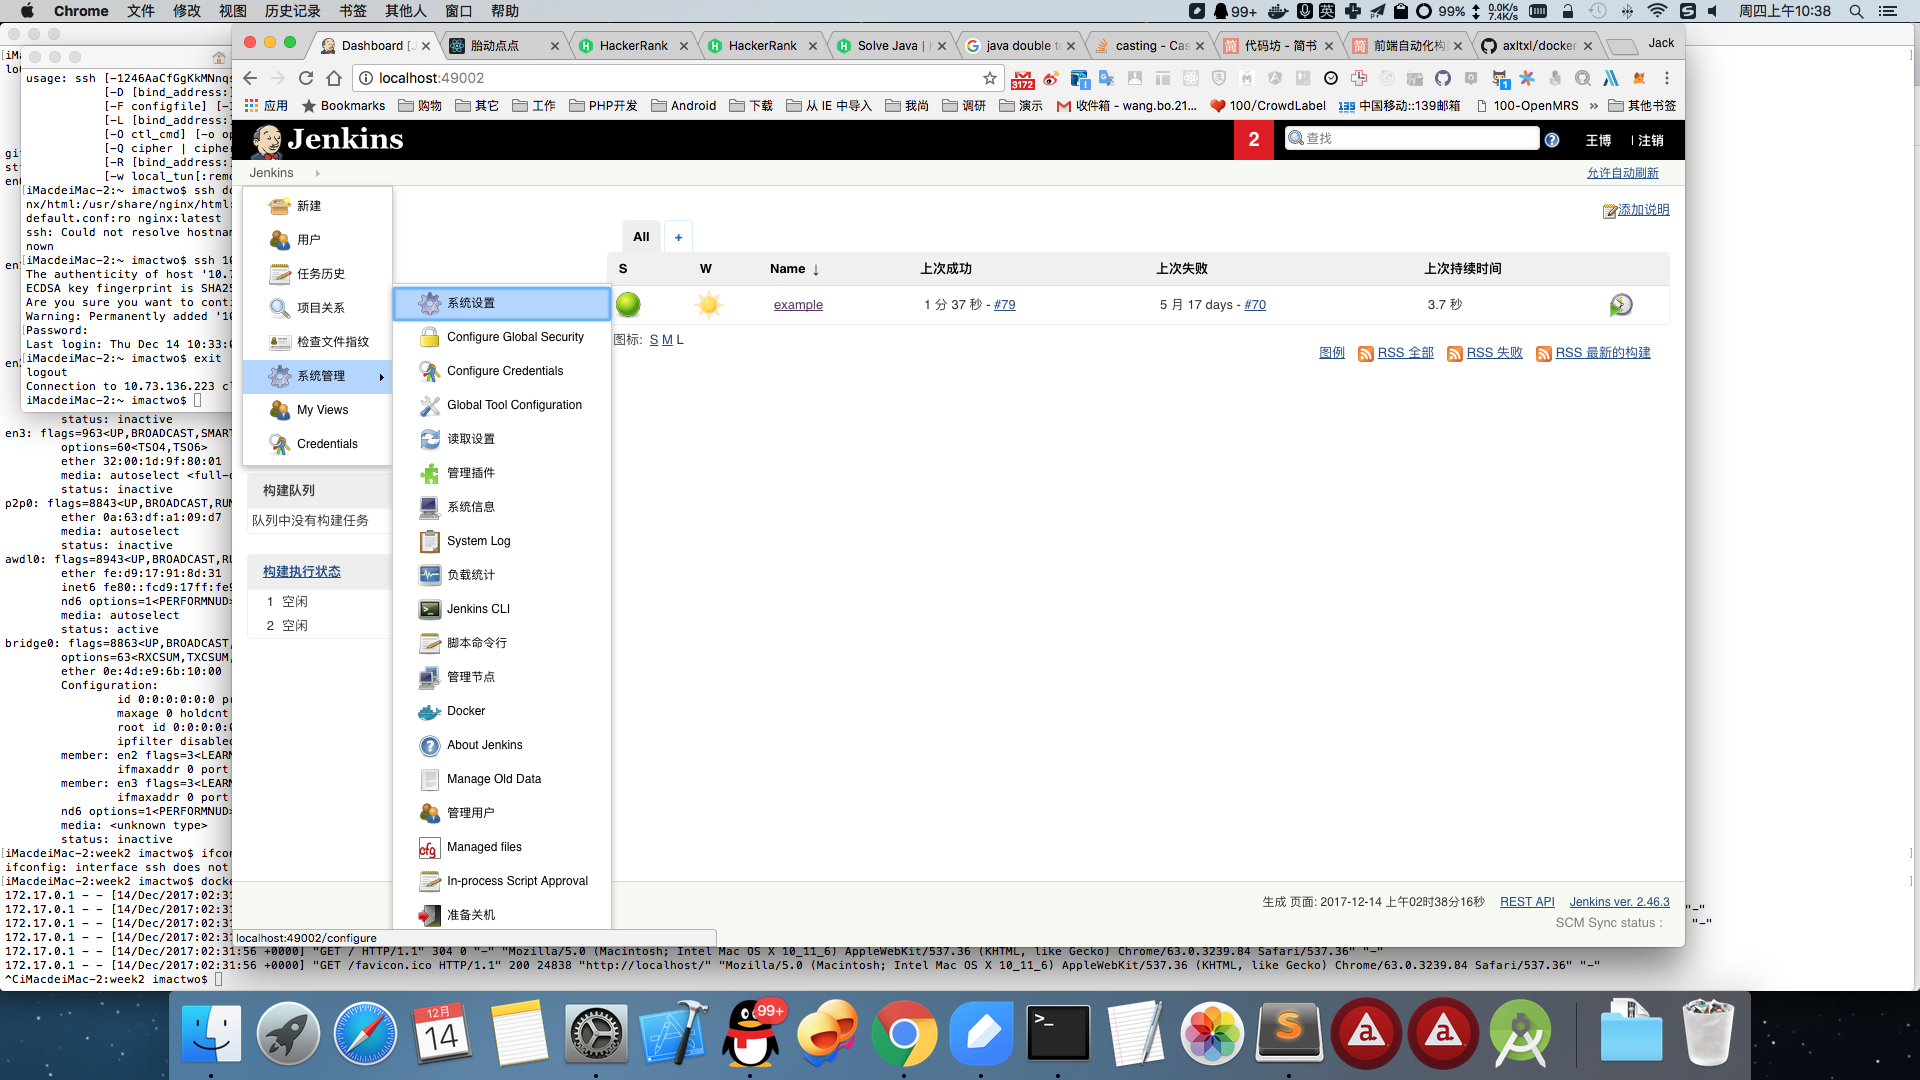 Chrome 文件 修改 视图 历史记录 书签 其他人 窗口 帮助
99+ 英 99% 0.0K/s 7.4K/s 周四上午10:38
Dashboard [J
胎动点点
HackerRank
HackerRank
Solve Java |
java double to
casting - Cas
代码坊 - 简书
前端自动化构
axltxl/docker
Jack
localhost:49002
3172
应用 Bookmarks 购物 其它 工作 PHP开发 Android 下载 从 IE 中导入 我尚 调研 演示 收件箱 - wang.bo.21... 100/CrowdLabel 中国移动::139邮箱 100-OpenMRS » 其他书签
Jenkins
2
查找
王博
注销
Jenkins
允许自动刷新
添加说明
新建
用户
任务历史
项目关系
检查文件指纹
系统管理
My Views
Credentials
系统设置
Configure Global Security
Configure Credentials
Global Tool Configuration
读取设置
管理插件
系统信息
System Log
负载统计
Jenkins CLI
脚本命令行
管理节点
Docker
About Jenkins
Manage Old Data
管理用户
Managed files
In-process Script Approval
准备关机
构建队列
队列中没有构建任务
构建执行状态
1 空闲
2 空闲
All +
S W Name ↓ 上次成功 上次失败 上次持续时间
example 1 分 37 秒 - #79 5 月 17 days - #70 3.7 秒
图标: S M L
图例 RSS 全部 RSS 失败 RSS 最新的构建
生成 页面: 2017-12-14 上午02时38分16秒 REST API Jenkins ver. 2.46.3
SCM Sync status :
localhost:49002/configure
usage: ssh [-1246AaCfGgKkMNnqs
[-D [bind_address:
[-F configfile] [-
[-L [bind_address:
[-O ctl_cmd] [-o op
[-Q cipher | cipher
[-R [bind_address:
[-w local_tun[:remo
iMacdeiMac-2:~ imactwo$ ssh do
nx/html:/usr/share/nginx/html:
default.conf:ro nginx:latest
ssh: Could not resolve hostnam
nown
iMacdeiMac-2:~ imactwo$ ssh 10
The authenticity of host '10.7
ECDSA key fingerprint is SHA25
Are you sure you want to conti
Warning: Permanently added '10
Password:
Last login: Thu Dec 14 10:33:0
iMacdeiMac-2:~ imactwo$ exit
logout
Connection to 10.73.136.223 cl
iMacdeiMac-2:~ imactwo$
status: inactive
en3: flags=963<UP,BROADCAST,SMART
options=60<TSO4,TSO6>
ether 32:00:1d:9f:80:01
media: autoselect <full-d
status: inactive
p2p0: flags=8843<UP,BROADCAST,RUN
ether 0a:63:df:a1:09:d7
media: autoselect
status: inactive
awdl0: flags=8943<UP,BROADCAST,RU
ether fe:d9:17:91:8d:31
inet6 fe80::fcd9:17ff:fe9
nd6 options=1<PERFORMNUD>
media: autoselect
status: active
bridge0: flags=8863<UP,BROADCAST,
options=63<RXCSUM,TXCSUM,
ether 0e:4d:e9:6b:10:00
Configuration:
id 0:0:0:0:0:0 pr
maxage 0 holdcnt
root id 0:0:0:0:0
ipfilter disabled
member: en2 flags=3<LEARN
ifmaxaddr 0 port
member: en3 flags=3<LEARN
ifmaxaddr 0 port
nd6 options=1<PERFORMNUD>
media: <unknown type>
status: inactive
iMacdeiMac-2:week2 imactwo$ ifcon
ifconfig: interface ssh does not
iMacdeiMac-2:week2 imactwo$ docke
172.17.0.1 - - [14/Dec/2017:02:31
172.17.0.1 - - [14/Dec/2017:02:31 "-"
172.17.0.1 - - [14/Dec/2017:02:31 "-"
172.17.0.1 - - [14/Dec/2017:02:31
172.17.0.1 - - [14/Dec/2017:02:31:56 +0000] "GET / HTTP/1.1" 304 0 "-" "Mozilla/5.0 (Macintosh; Intel Mac OS X 10_11_6) AppleWebKit/537.36 (KHTML, like Gecko) Chrome/63.0.3239.84 Safari/537.36" "-"
172.17.0.1 - - [14/Dec/2017:02:31:56 +0000] "GET /favicon.ico HTTP/1.1" 200 24838 "http://localhost/" "Mozilla/5.0 (Macintosh; Intel Mac OS X 10_11_6) AppleWebKit/537.36 (KHTML, like Gecko) Chrome/63.0.3239.84 Safari/537.36" "-"
^CiMacdeiMac-2:week2 imactwo$
12月
14
99+